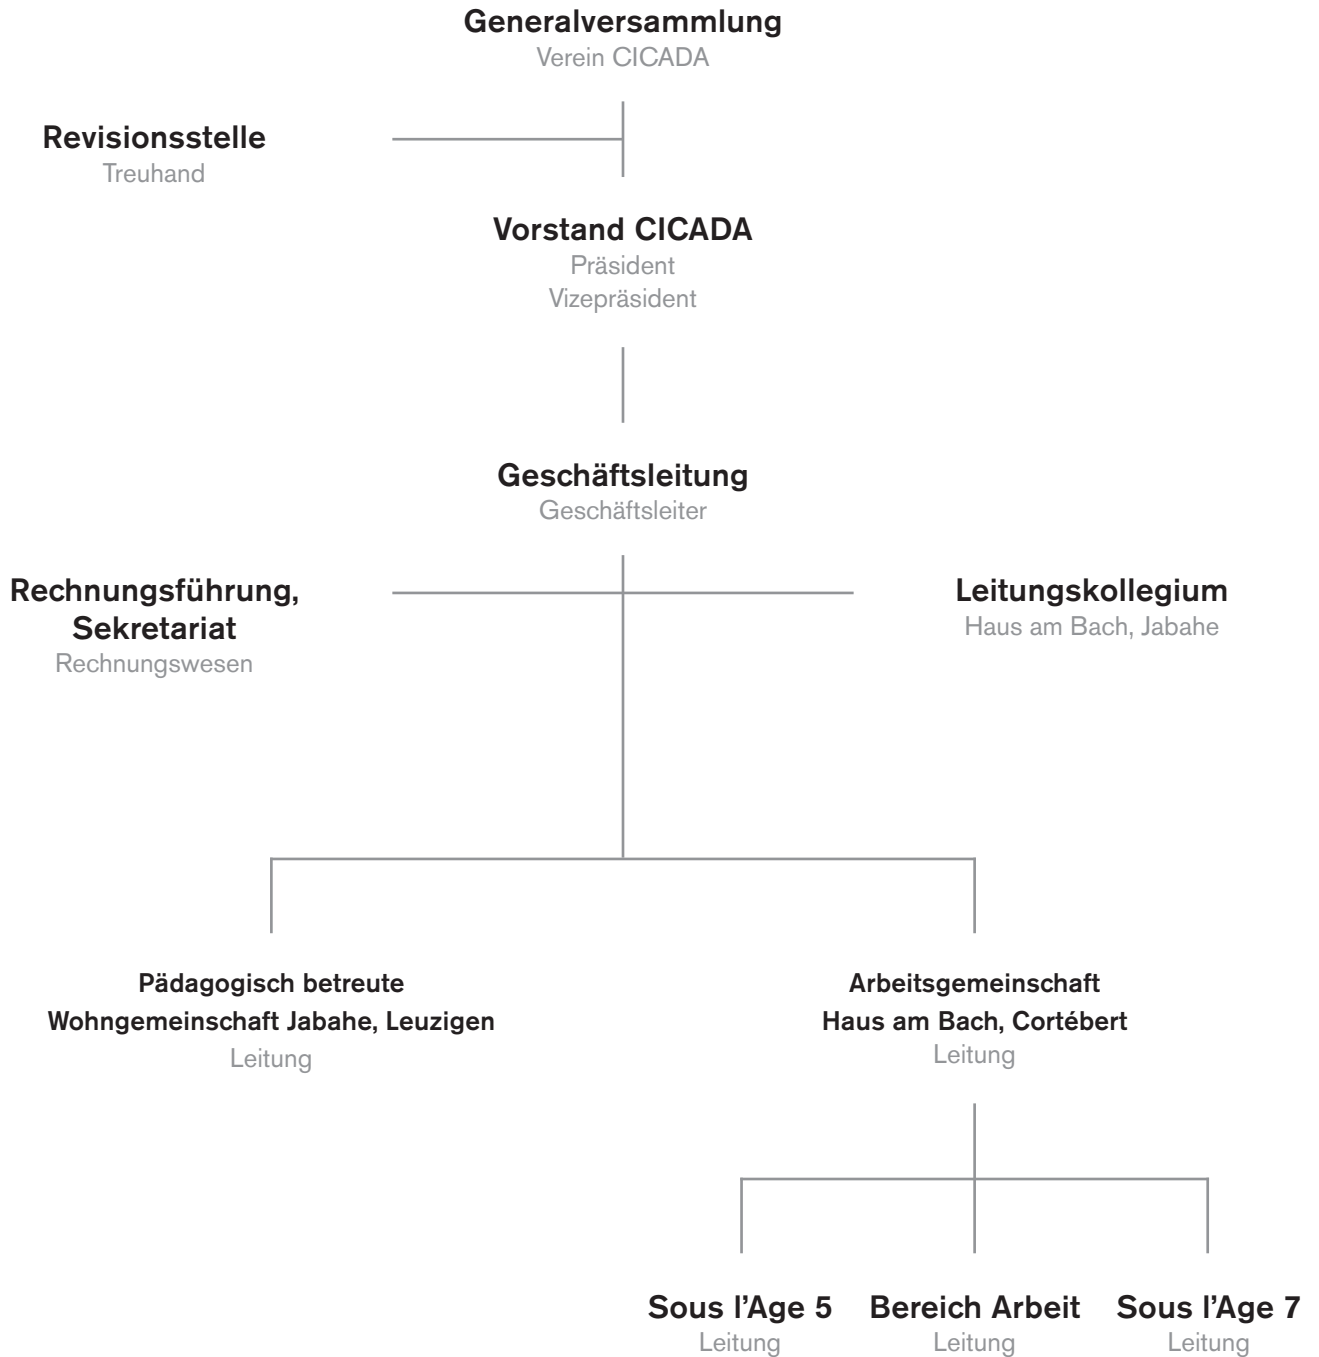 Generalversammlung
Verein CICADA
Revisionsstelle
Treuhand
Vorstand CICADA
Präsident
Vizepräsident
Geschäftsleitung
Geschäftsleiter
Rechnungsführung,
Sekretariat
Rechnungswesen
Leitungskollegium
Haus am Bach, Jabahe
Pädagogisch betreute
Wohngemeinschaft Jabahe, Leuzigen
Leitung
Arbeitsgemeinschaft
Haus am Bach, Cortébert
Leitung
Sous l’Age 5
Leitung
Bereich Arbeit
Leitung
Sous l’Age 7
Leitung